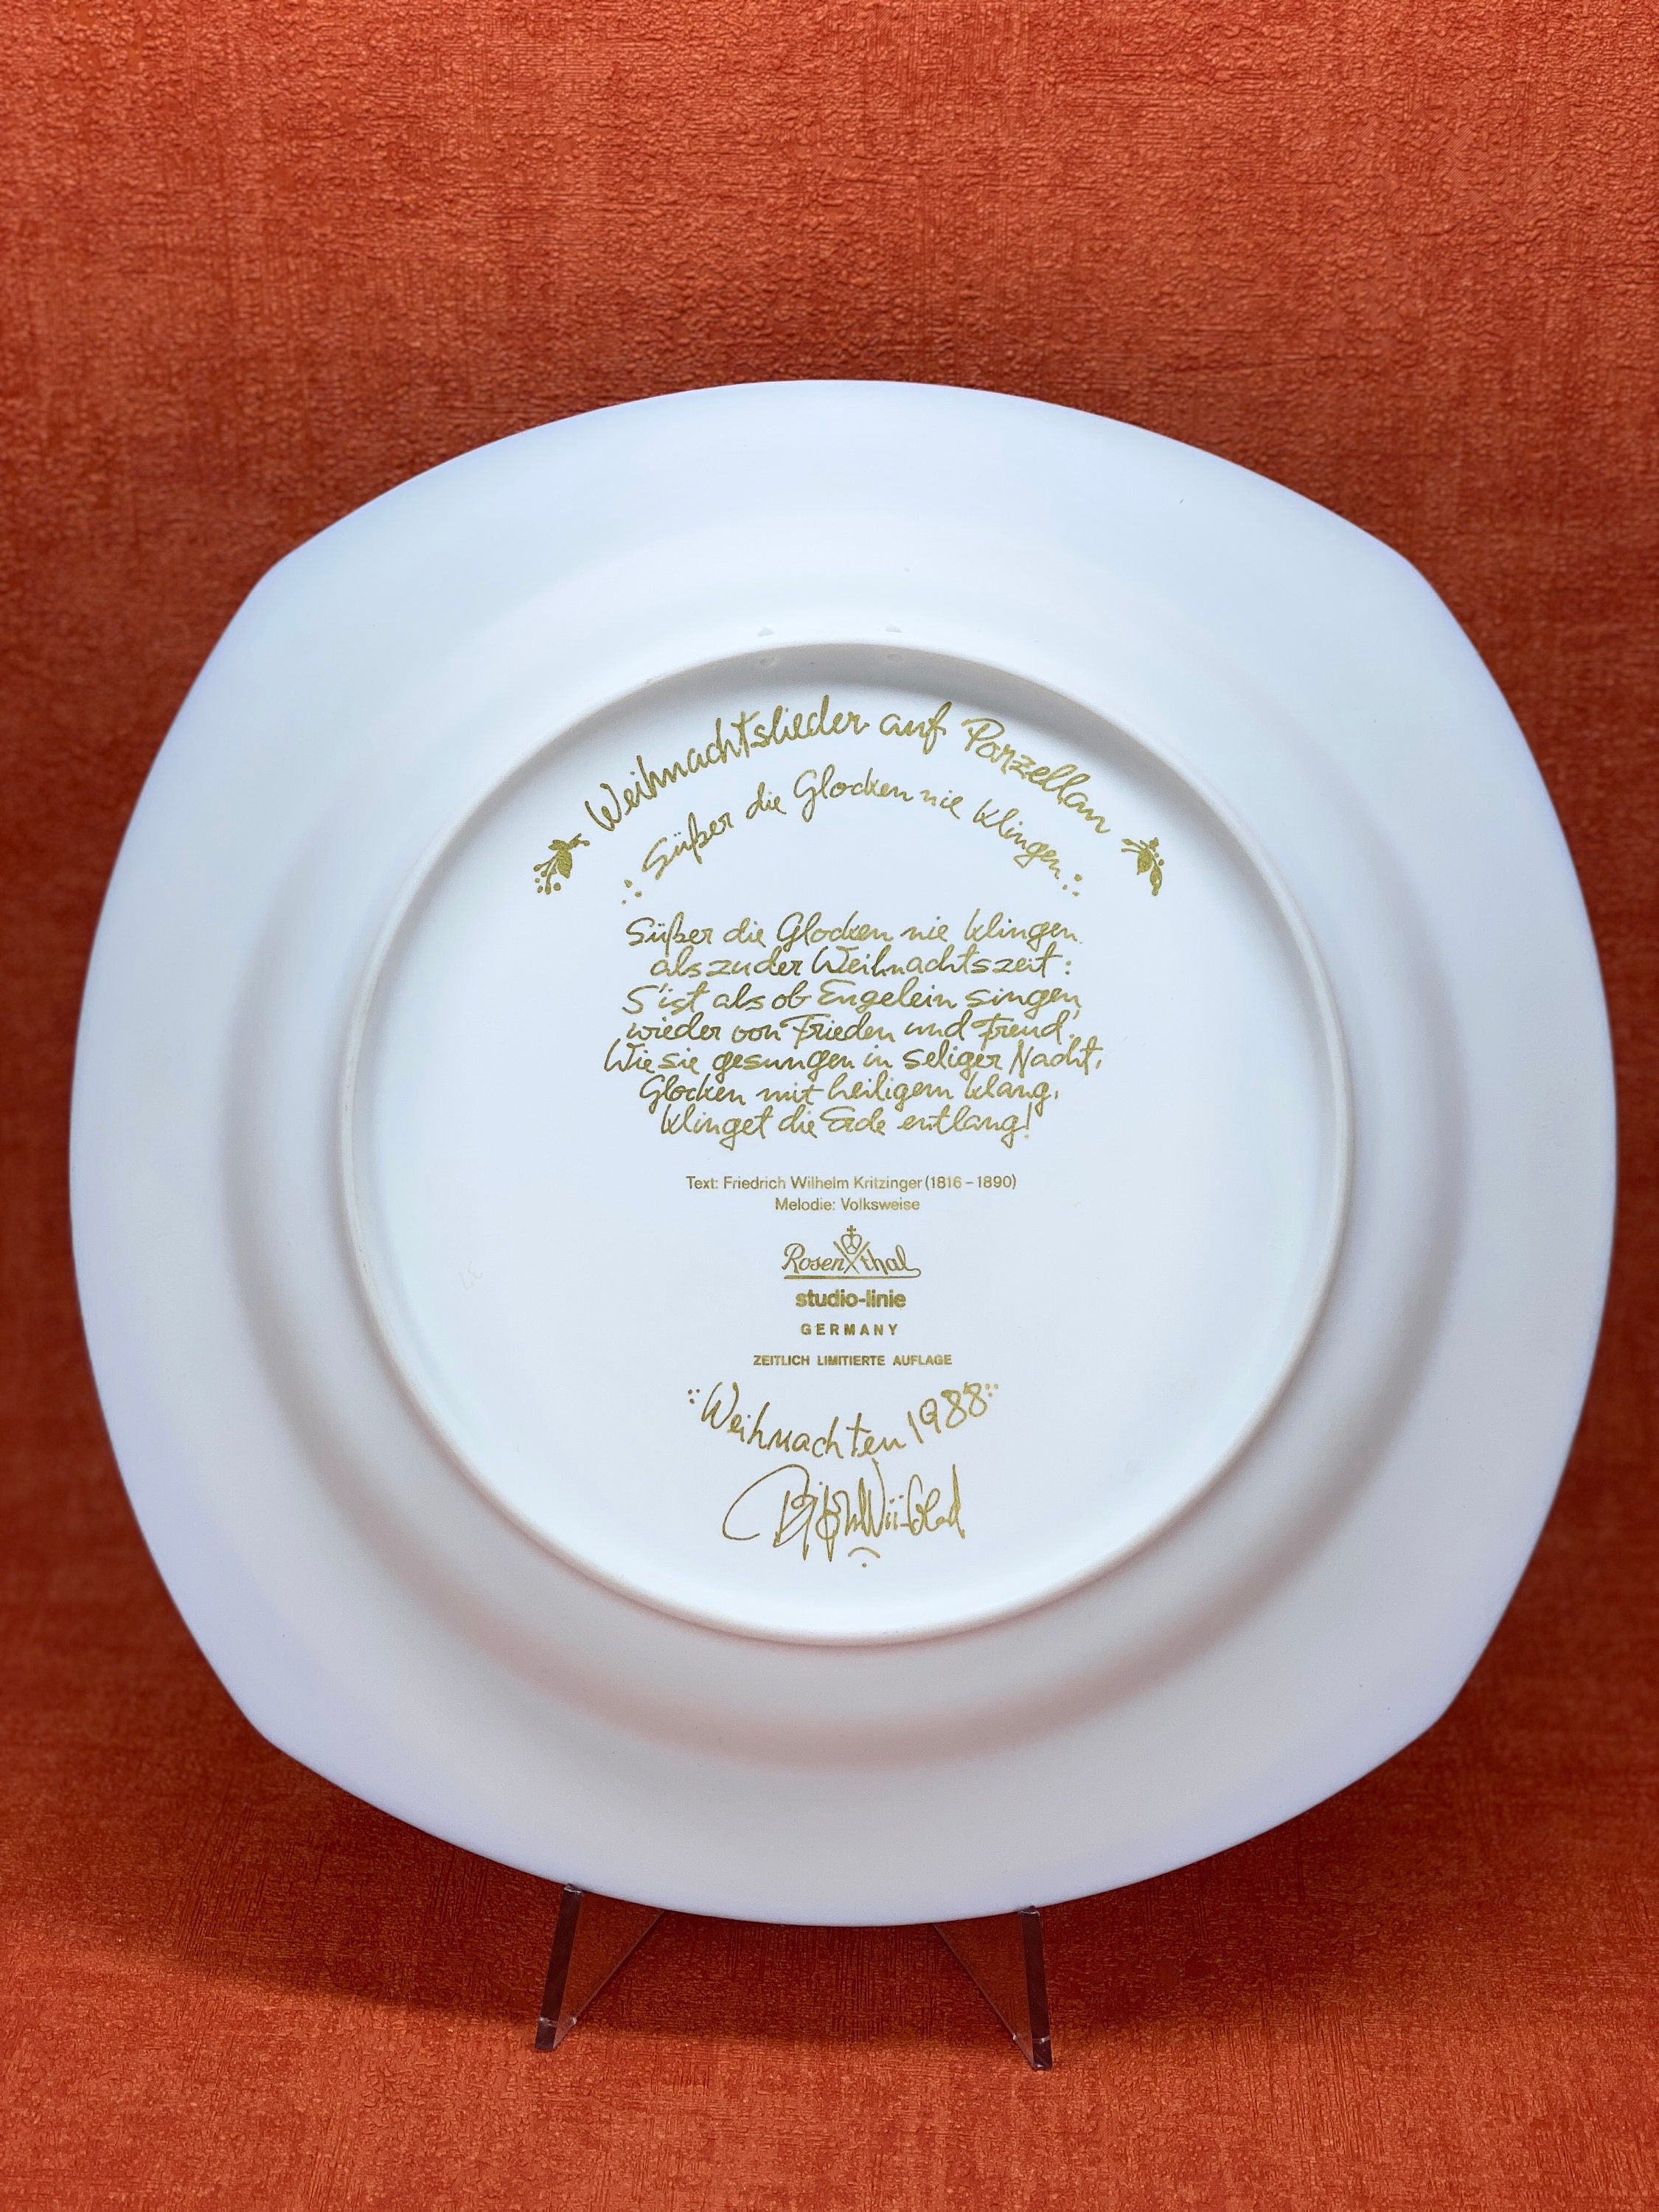 Weihnachtslieder auf Porzellan
Süßer die Glocken nie klingen
Süßer die Glocken nie klingen
als zu der Weihnachtszeit:
S'ist als ob Engelein singen,
wieder von Frieden und Freud'.
Wie sie gesungen in seliger Nacht,
Glocken mit heiligem Klang,
Klinget die Erde entlang!
Text: Friedrich Wilhelm Kritzinger (1816 – 1890)
Melodie: Volksweise
Rosenthal
studio-linie
GERMANY
ZEITLICH LIMITIERTE AUFLAGE
Weihnachten 1988
Bjørn Wiinblad